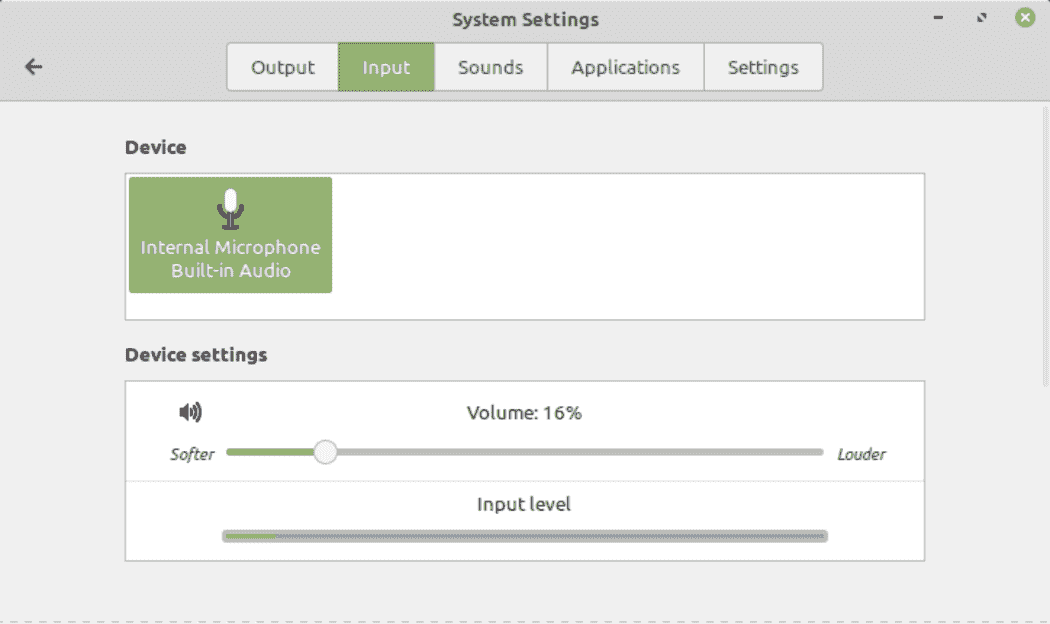 System Settings
Output Input Sounds Applications Settings
Device
Internal Microphone
Built-in Audio
Device settings
Volume: 16%
Softer Louder
Input level